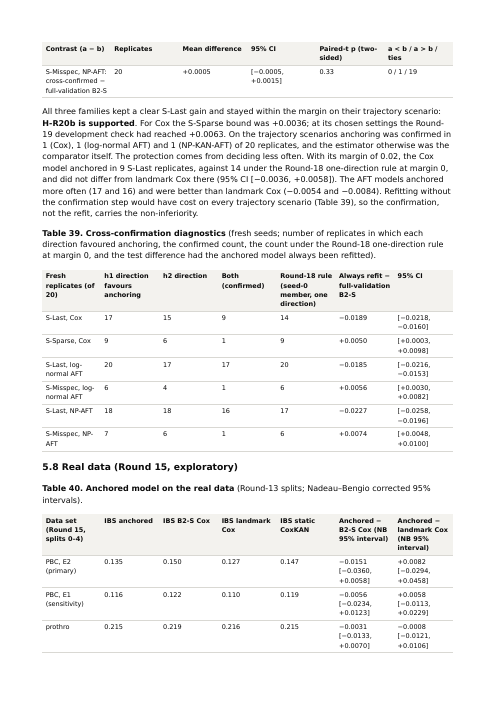 Contrast (a − b) Replicates Mean difference 95% CI Paired-t p (two- a < b / a > b /
sided) ties
S-Misspec, NP-AFT: 20 +0.0005 [−0.0005, 0.33 0 / 1 / 19
cross-confirmed − +0.0015]
full-validation B2-S
All three families kept a clear S-Last gain and stayed within the margin on their trajectory scenario:
H-R20b is supported. For Cox the S-Sparse bound was +0.0036; at its chosen settings the Round-
19 development check had reached +0.0063. On the trajectory scenarios anchoring was confirmed in
1 (Cox), 1 (log-normal AFT) and 1 (NP-KAN-AFT) of 20 replicates, and the estimator otherwise was the
comparator itself. The protection comes from deciding less often. With its margin of 0.02, the Cox
model anchored in 9 S-Last replicates, against 14 under the Round-18 one-direction rule at margin 0,
and did not differ from landmark Cox there (95% CI [−0.0036, +0.0058]). The AFT models anchored
more often (17 and 16) and were better than landmark Cox (−0.0054 and −0.0084). Refitting without
the confirmation step would have cost on every trajectory scenario (Table 39), so the confirmation,
not the refit, carries the non-inferiority.
Table 39. Cross-confirmation diagnostics (fresh seeds; number of replicates in which each
direction favoured anchoring, the confirmed count, the count under the Round-18 one-direction rule
at margin 0, and the test difference had the anchored model always been refitted).
Fresh h1 direction h2 direction Both Round-18 rule Always refit − 95% CI
replicates (of favours (confirmed) (seed-0 full-validation
20) anchoring member, one B2-S
direction)
S-Last, Cox 17 15 9 14 −0.0189 [−0.0218,
−0.0160]
S-Sparse, Cox 9 6 1 9 +0.0050 [+0.0003,
+0.0098]
S-Last, log- 20 17 17 20 −0.0185 [−0.0216,
normal AFT −0.0153]
S-Misspec, log- 6 4 1 6 +0.0056 [+0.0030,
normal AFT +0.0082]
S-Last, NP-AFT 18 18 16 17 −0.0227 [−0.0258,
−0.0196]
S-Misspec, NP- 7 6 1 6 +0.0074 [+0.0048,
AFT +0.0100]
5.8 Real data (Round 15, exploratory)
Table 40. Anchored model on the real data (Round-13 splits; Nadeau–Bengio corrected 95%
intervals).
Data set IBS anchored IBS B2-S Cox IBS landmark IBS static Anchored − Anchored −
(Round 15, Cox CoxKAN B2-S Cox (NB landmark Cox
splits 0–4) 95% interval) (NB 95%
interval)
PBC, E2 0.135 0.150 0.127 0.147 −0.0151 +0.0082
(primary) [−0.0360, [−0.0294,
+0.0058] +0.0458]
PBC, E1 0.116 0.122 0.110 0.119 −0.0056 +0.0058
(sensitivity) [−0.0234, [−0.0113,
+0.0123] +0.0229]
prothro 0.215 0.219 0.216 0.215 −0.0031 −0.0008
[−0.0133, [−0.0121,
+0.0070] +0.0106]